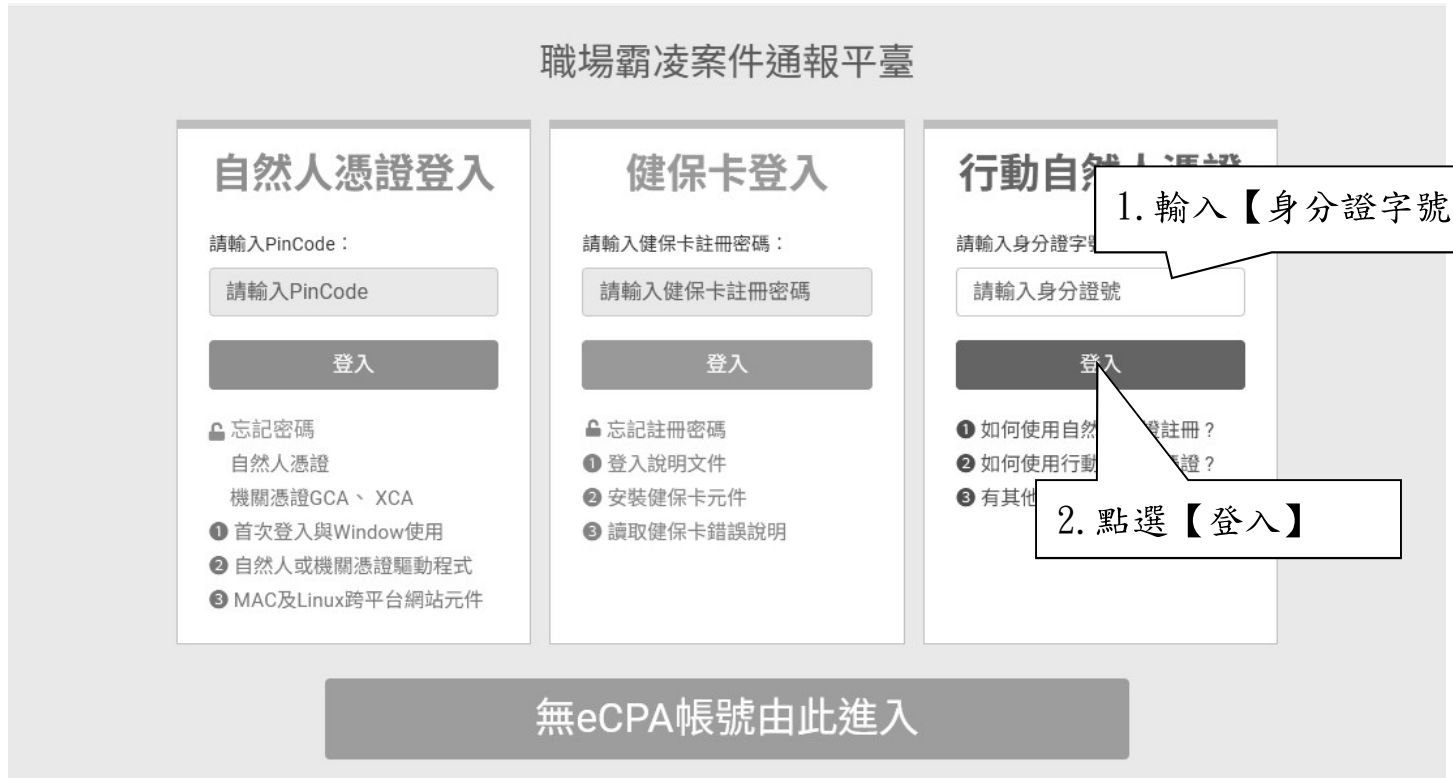 職場霸凌案件通報平臺
自然人憑證登入
請輸入PinCode：
請輸入PinCode
登入
忘記密碼
自然人憑證
機關憑證GCA、 XCA
❶ 首次登入與Window使用
❷ 自然人或機關憑證驅動程式
❸ MAC及Linux跨平台網站元件
健保卡登入
請輸入健保卡註冊密碼：
請輸入健保卡註冊密碼
登入
忘記註冊密碼
❶ 登入說明文件
❷ 安裝健保卡元件
❸ 讀取健保卡錯誤說明
行動自然人憑證
1.輸入【身分證字號
請輸入身分證字
請輸入身分證號
登入
❶ 如何使用自然 證註冊？
❷ 如何使用行動 憑證？
❸ 有其他
2.點選【登入】
無eCPA帳號由此進入